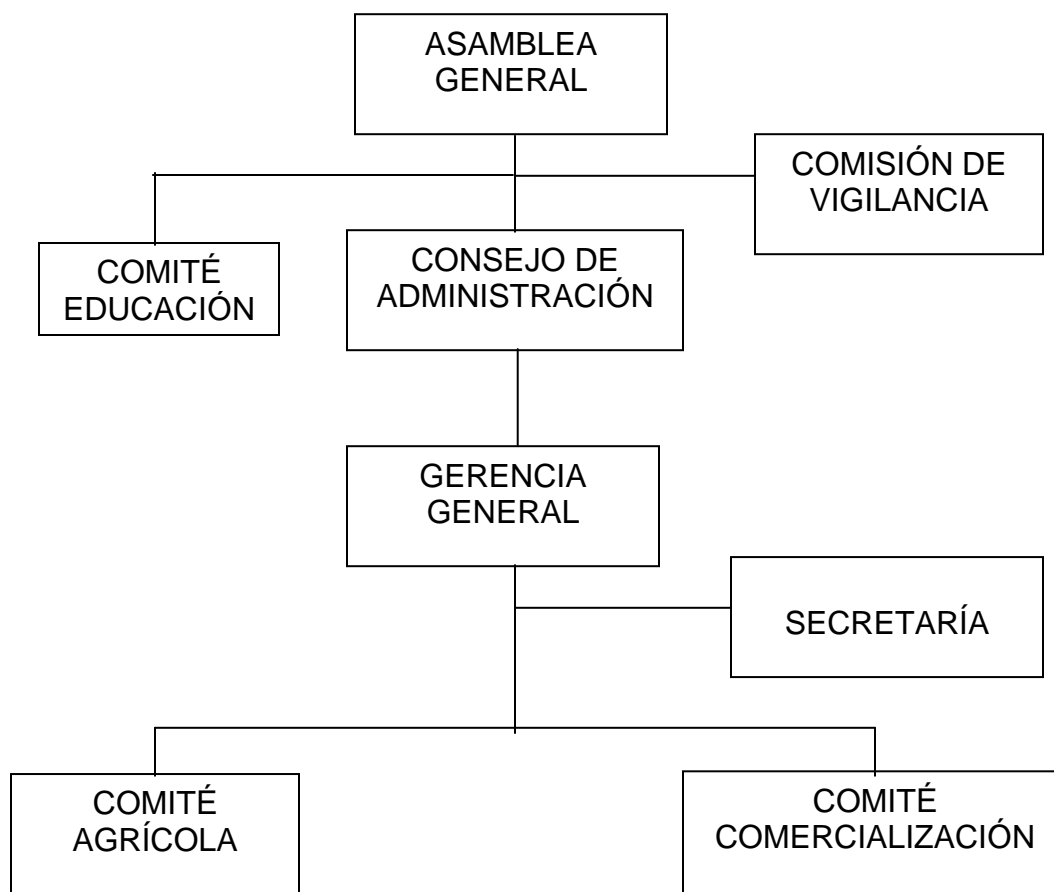 ASAMBLEA
GENERAL
COMISIÓN DE
VIGILANCIA
COMITÉ
EDUCACIÓN
CONSEJO DE
ADMINISTRACIÓN
GERENCIA
GENERAL
SECRETARÍA
COMITÉ
AGRÍCOLA
COMITÉ
COMERCIALIZACIÓN